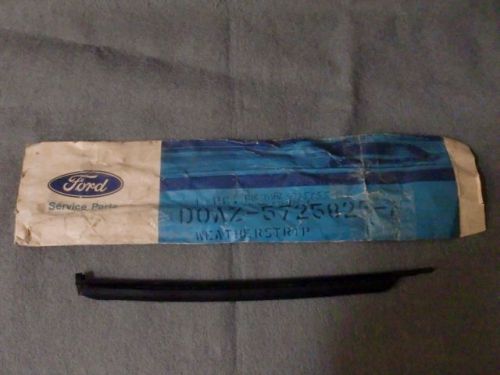 Ford
Service Parts
D0AZ-5725825-A
WEATHERSTRIP